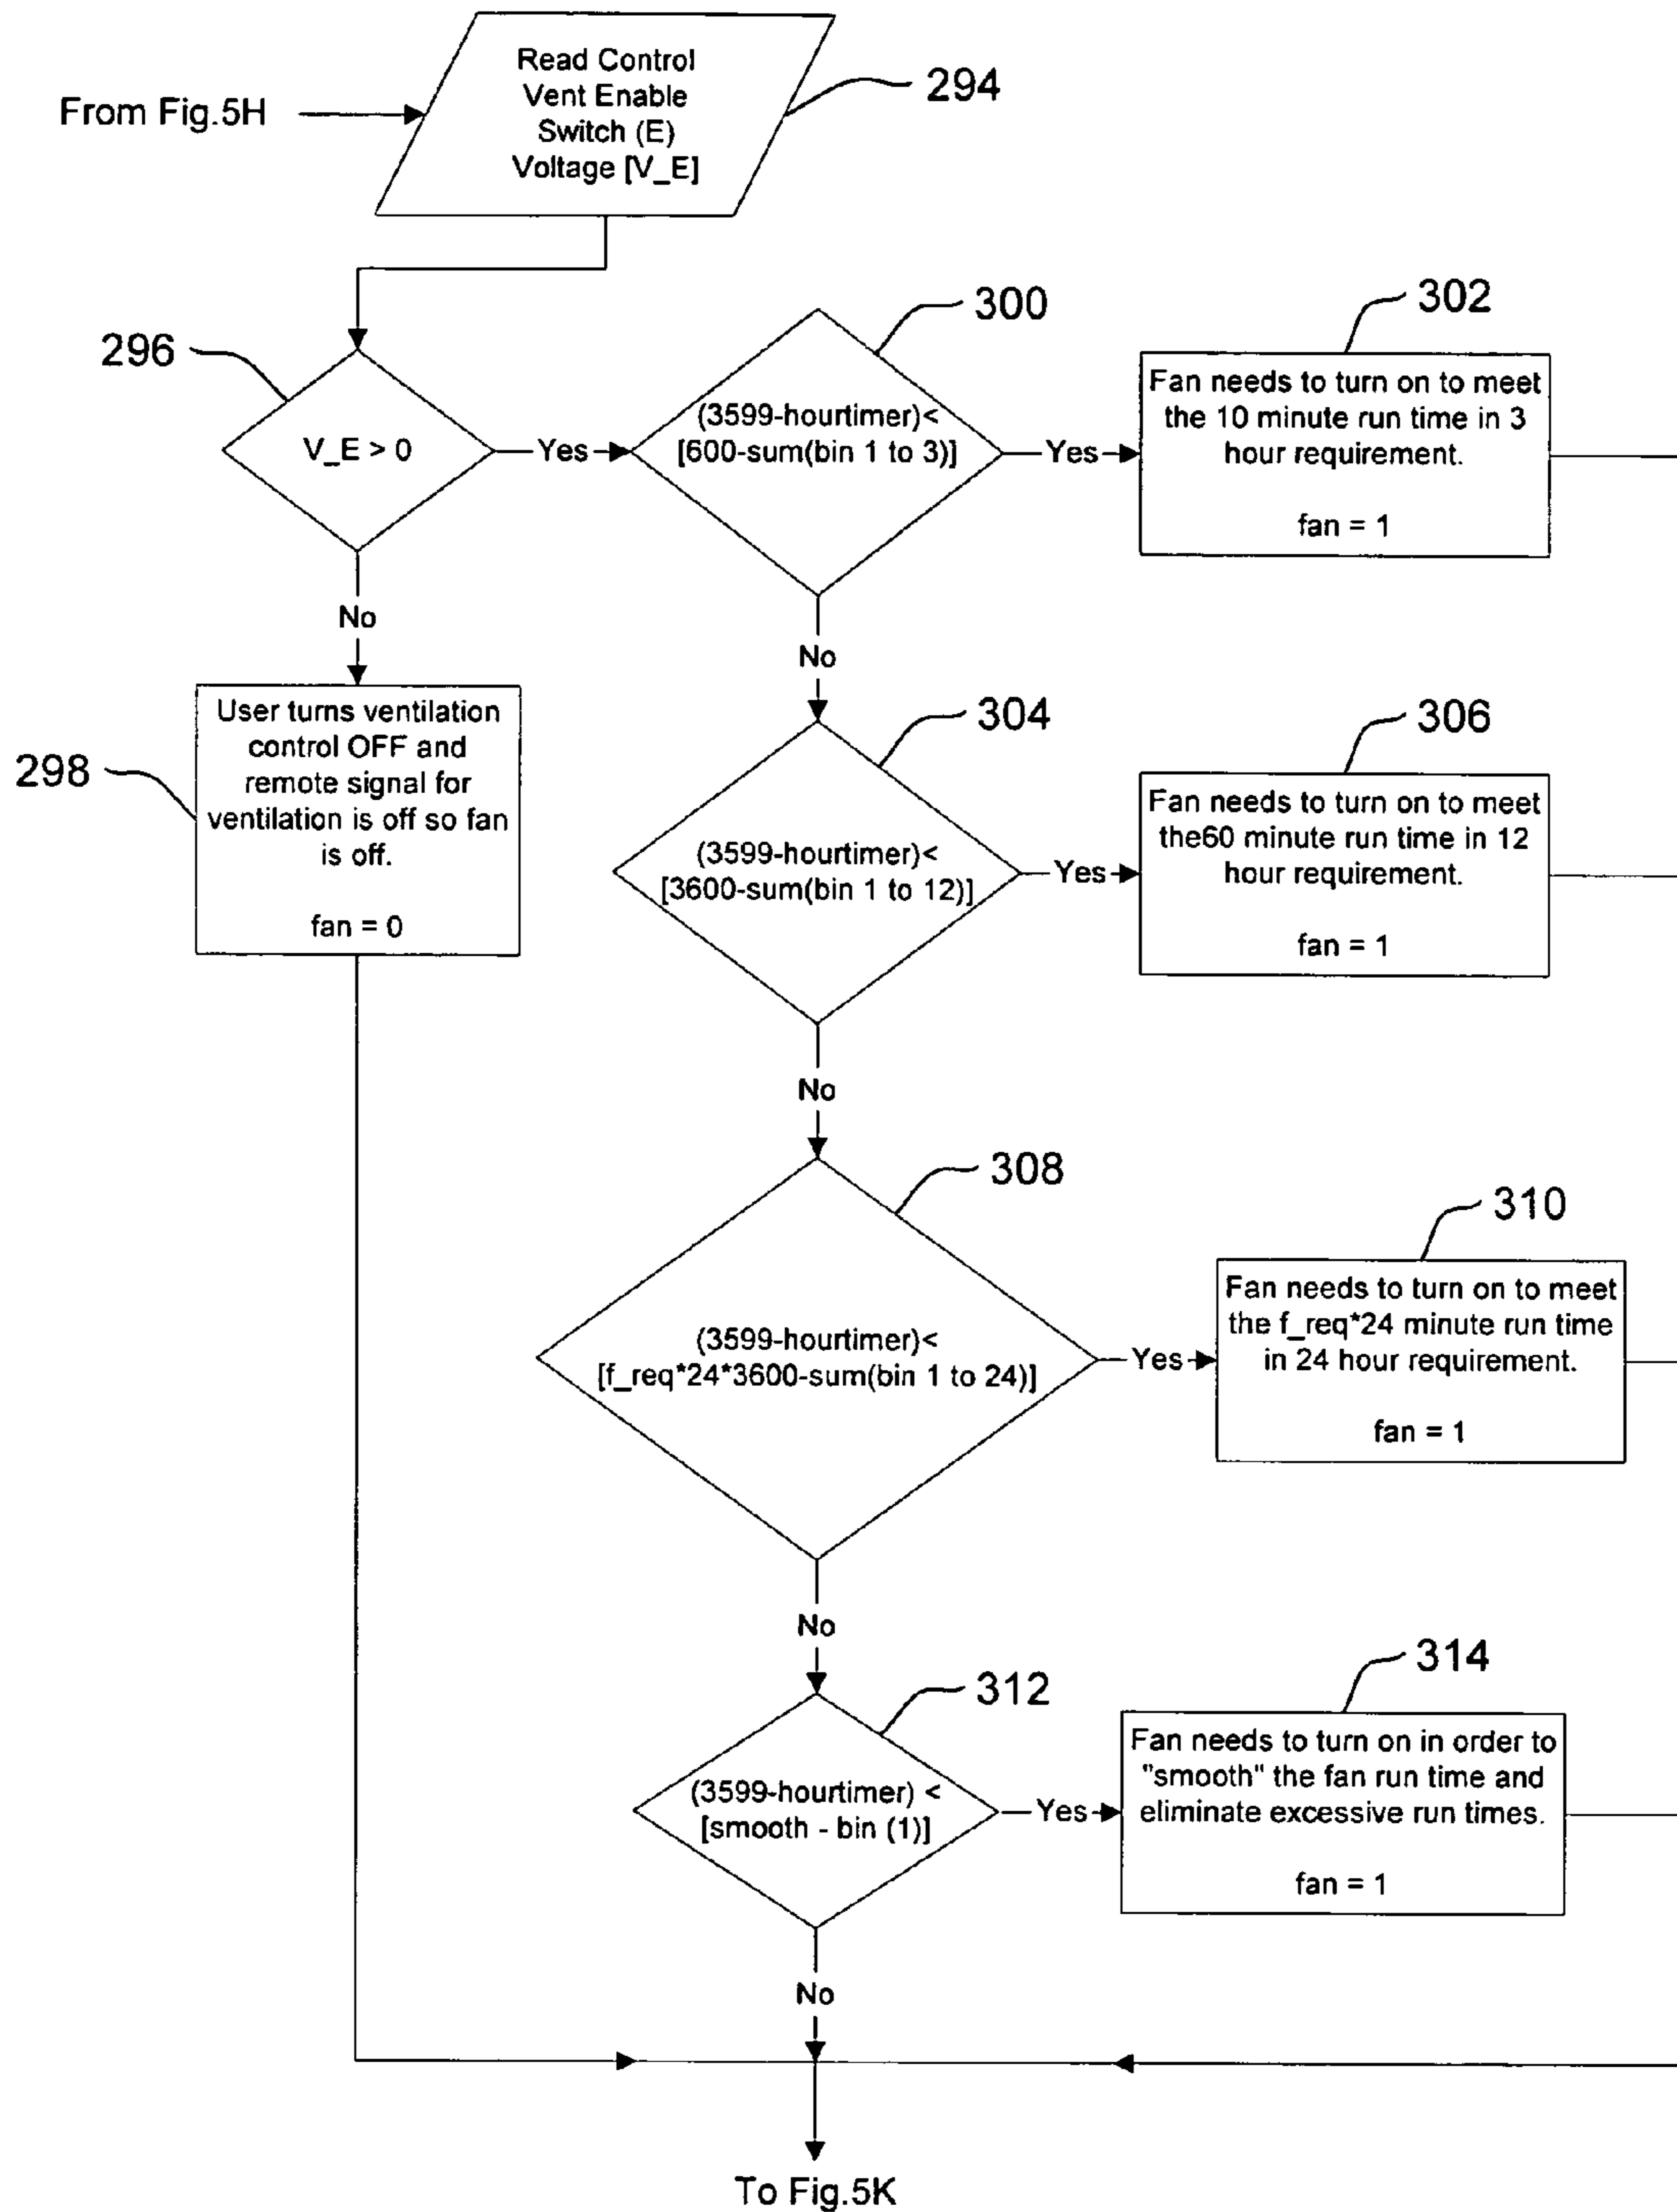 From Fig.5H
Read Control
Vent Enable
Switch (E)
Voltage [V_E]
294
296
V_E > 0
Yes
No
298
User turns ventilation
control OFF and
remote signal for
ventilation is off so fan
is off.
fan = 0
300
(3599-hourtimer)<
[600-sum(bin 1 to 3)]
Yes
No
302
Fan needs to turn on to meet
the 10 minute run time in 3
hour requirement.
fan = 1
304
(3599-hourtimer)<
[3600-sum(bin 1 to 12)]
Yes
No
306
Fan needs to turn on to meet
the60 minute run time in 12
hour requirement.
fan = 1
308
(3599-hourtimer)<
[f_req*24*3600-sum(bin 1 to 24)]
Yes
No
310
Fan needs to turn on to meet
the f_req*24 minute run time
in 24 hour requirement.
fan = 1
312
(3599-hourtimer) <
[smooth - bin (1)]
Yes
No
314
Fan needs to turn on in order to
"smooth" the fan run time and
eliminate excessive run times.
fan = 1
To Fig.5K